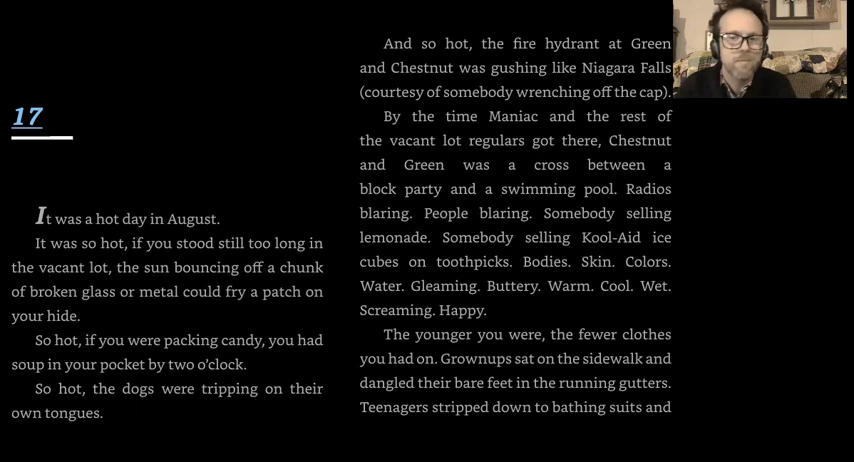 17
It was a hot day in August.
It was so hot, if you stood still too long in
the vacant lot, the sun bouncing off a chunk
of broken glass or metal could fry a patch on
your hide.
So hot, if you were packing candy, you had
soup in your pocket by two o’clock.
So hot, the dogs were tripping on their
own tongues.
And so hot, the fire hydrant at Green
and Chestnut was gushing like Niagara Falls
(courtesy of somebody wrenching off the cap).
By the time Maniac and the rest of
the vacant lot regulars got there, Chestnut
and Green was a cross between a
block party and a swimming pool. Radios
blaring. People blaring. Somebody selling
lemonade. Somebody selling Kool-Aid ice
cubes on toothpicks. Bodies. Skin. Colors.
Water. Gleaming. Buttery. Warm. Cool. Wet.
Screaming. Happy.
The younger you were, the fewer clothes
you had on. Grownups sat on the sidewalk and
dangled their bare feet in the running gutters.
Teenagers stripped down to bathing suits and